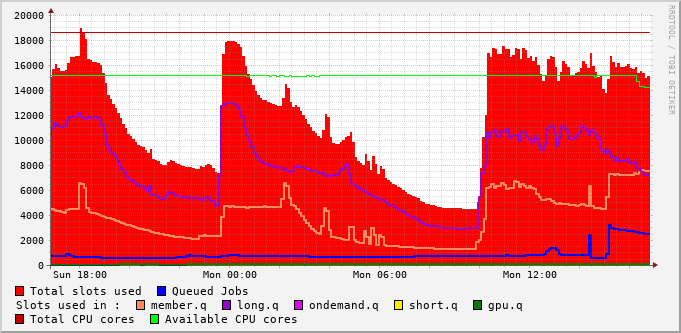 20000
18000
16000
14000
12000
10000
8000
6000
4000
2000
0
Sun 18:00 Mon 00:00 Mon 06:00 Mon 12:00
RRDTOOL / TOBI OETIKER
Total slots used Queued Jobs
Slots used in : member.q long.q ondemand.q short.q gpu.q
Total CPU cores Available CPU cores